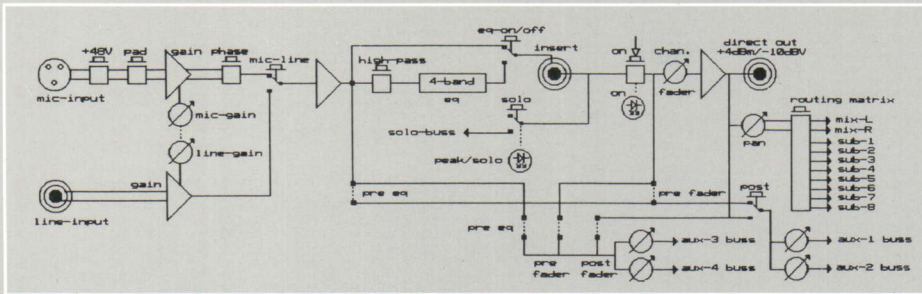 +48V pad gain phase mic-line
mic-input
mic-gain
line-gain
gain
line-input
high-pass
4-band
eq
eq-on/off
insert
solo
solo-buss
peak/solo
on
on
chan.
fader
direct out
+4dBm/-10dBV
routing matrix
pan
mix-L
mix-R
sub-1
sub-2
sub-3
sub-4
sub-5
sub-6
sub-7
sub-8
pre eq
pre fader
post
pre eq
pre
fader
post
fader
aux-3 buss
aux-4 buss
aux-1 buss
aux-2 buss